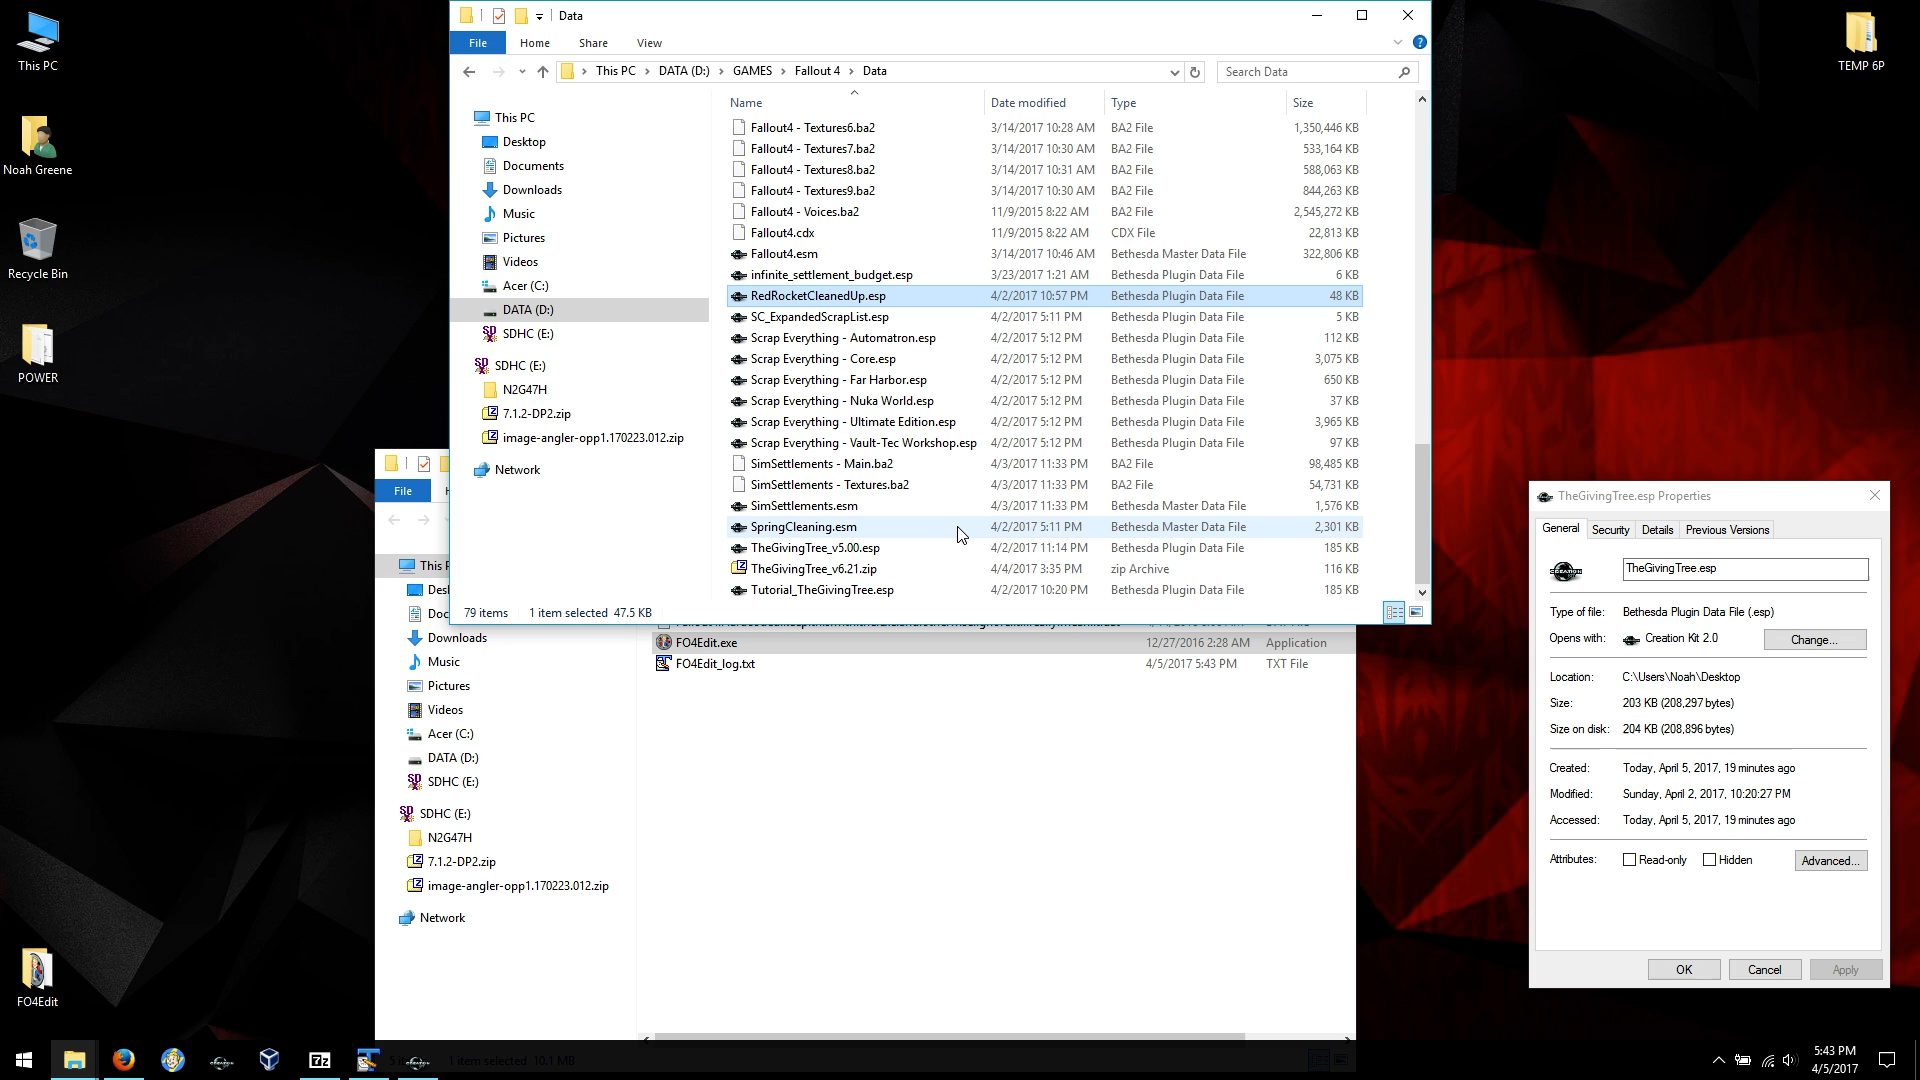 This PC
Noah Greene
Recycle Bin
POWER
FO4Edit
TEMP 6P
Data
File
Home
Share
View
This PC
DATA (D:)
GAMES
Fallout 4
Data
Search Data
This PC
Desktop
Documents
Downloads
Music
Pictures
Videos
Acer (C:)
DATA (D:)
SDHC (E:)
SDHC (E:)
N2G47H
7.1.2-DP2.zip
image-angler-opp1.170223.012.zip
Network
Name Date modified Type Size
Fallout4 - Textures6.ba2 3/14/2017 10:28 AM BA2 File 1,350,446 KB
Fallout4 - Textures7.ba2 3/14/2017 10:30 AM BA2 File 533,164 KB
Fallout4 - Textures8.ba2 3/14/2017 10:31 AM BA2 File 588,063 KB
Fallout4 - Textures9.ba2 3/14/2017 10:30 AM BA2 File 844,263 KB
Fallout4 - Voices.ba2 11/9/2015 8:22 AM BA2 File 2,545,272 KB
Fallout4.cdx 11/9/2015 8:22 AM CDX File 22,813 KB
Fallout4.esm 3/14/2017 10:46 AM Bethesda Master Data File 322,806 KB
infinite_settlement_budget.esp 3/23/2017 1:21 AM Bethesda Plugin Data File 6 KB
RedRocketCleanedUp.esp 4/2/2017 10:57 PM Bethesda Plugin Data File 48 KB
SC_ExpandedScrapList.esp 4/2/2017 5:11 PM Bethesda Plugin Data File 5 KB
Scrap Everything - Automatron.esp 4/2/2017 5:12 PM Bethesda Plugin Data File 112 KB
Scrap Everything - Core.esp 4/2/2017 5:12 PM Bethesda Plugin Data File 3,075 KB
Scrap Everything - Far Harbor.esp 4/2/2017 5:12 PM Bethesda Plugin Data File 650 KB
Scrap Everything - Nuka World.esp 4/2/2017 5:12 PM Bethesda Plugin Data File 37 KB
Scrap Everything - Ultimate Edition.esp 4/2/2017 5:12 PM Bethesda Plugin Data File 3,965 KB
Scrap Everything - Vault-Tec Workshop.esp 4/2/2017 5:12 PM Bethesda Plugin Data File 97 KB
SimSettlements - Main.ba2 4/3/2017 11:33 PM BA2 File 98,485 KB
SimSettlements - Textures.ba2 4/3/2017 11:33 PM BA2 File 54,731 KB
SimSettlements.esm 4/3/2017 11:33 PM Bethesda Master Data File 1,576 KB
SpringCleaning.esm 4/2/2017 5:11 PM Bethesda Master Data File 2,301 KB
TheGivingTree_v5.00.esp 4/2/2017 11:14 PM Bethesda Plugin Data File 185 KB
TheGivingTree_v6.21.zip 4/4/2017 3:35 PM zip Archive 116 KB
Tutorial_TheGivingTree.esp 4/2/2017 10:20 PM Bethesda Plugin Data File 185 KB
79 items 1 item selected 47.5 KB
File
This P
Desl
Doc
Downloads
Music
Pictures
Videos
Acer (C:)
DATA (D:)
SDHC (E:)
SDHC (E:)
N2G47H
7.1.2-DP2.zip
image-angler-opp1.170223.012.zip
Network
FO4Edit.exe 12/27/2016 2:28 AM Application
FO4Edit_log.txt 4/5/2017 5:43 PM TXT File
1 item selected 10.1 MB
TheGivingTree.esp Properties
General Security Details Previous Versions
TheGivingTree.esp
Type of file: Bethesda Plugin Data File (.esp)
Opens with: Creation Kit 2.0 Change...
Location: C:\Users\Noah\Desktop
Size: 203 KB (208,297 bytes)
Size on disk: 204 KB (208,896 bytes)
Created: Today, April 5, 2017, 19 minutes ago
Modified: Sunday, April 2, 2017, 10:20:27 PM
Accessed: Today, April 5, 2017, 19 minutes ago
Attributes: Read-only Hidden Advanced...
OK Cancel Apply
5:43 PM
4/5/2017